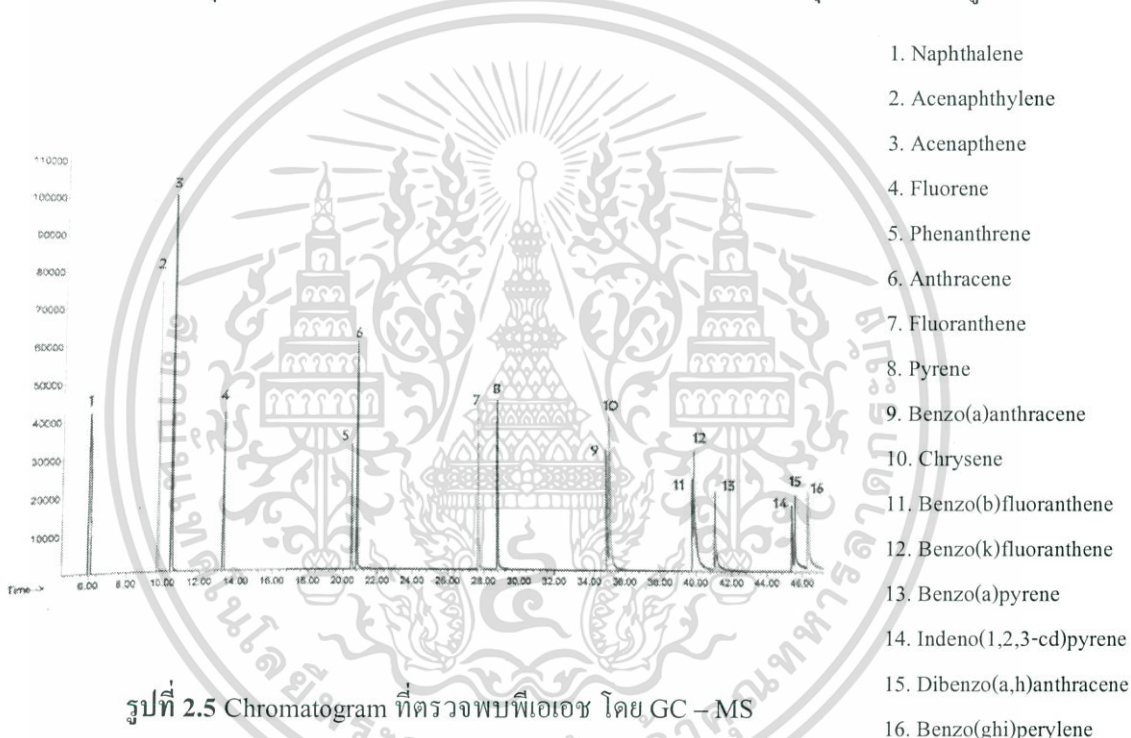 1. Naphthalene
2. Acenaphthylene
3. Acenapthene
4. Fluorene
5. Phenanthrene
6. Anthracene
7. Fluoranthene
8. Pyrene
9. Benzo(a)anthracene
10. Chrysene
11. Benzo(b)fluoranthene
12. Benzo(k)fluoranthene
13. Benzo(a)pyrene
14. Indeno(1,2,3-cd)pyrene
15. Dibenzo(a,h)anthracene
16. Benzo(ghi)perylene
110000
100000
90000
80000
70000
60000
50000
40000
30000
20000
10000
1
2
3
4
5
6
7
8
9
10
11
12
13
14
15
16
Time -> 6.00 8.00 10.00 12.00 14.00 16.00 18.00 20.00 22.00 24.00 26.00 28.00 30.00 32.00 34.00 36.00 38.00 40.00 42.00 44.00 46.00
รูปที่ 2.5 Chromatogram ที่ตรวจพบพีเอเอช โดย GC – MS